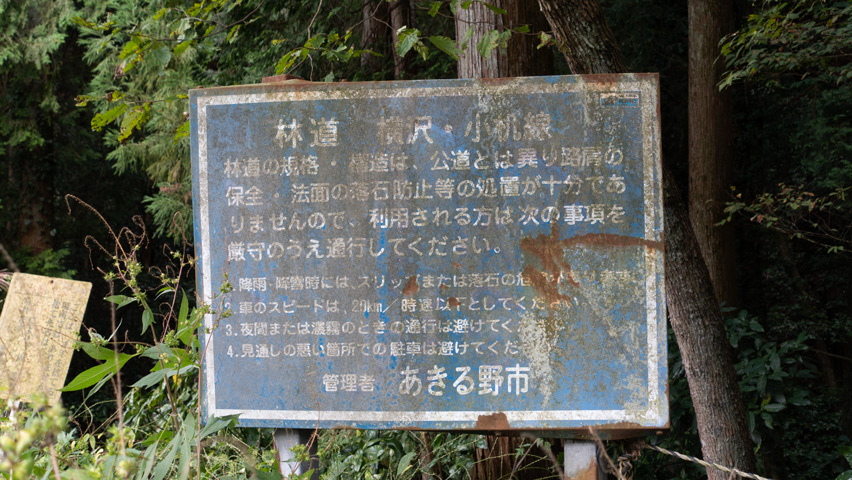 林道 横沢・小机線
林道の規格・構造は、公道とは異り路肩の
保全・法面の落石防止等の処置が十分であ
りませんので、利用される方は次の事項を
厳守のうえ通行してください。
1.降雨・降雪時には、スリップまたは落石の危
2.車のスピードは、20km/時速以下としてくだ
3.夜間または濃霧のときの通行は避けてくだ
4.見通しの悪い箇所での駐車は避けてくだ
管理者 あきる野市